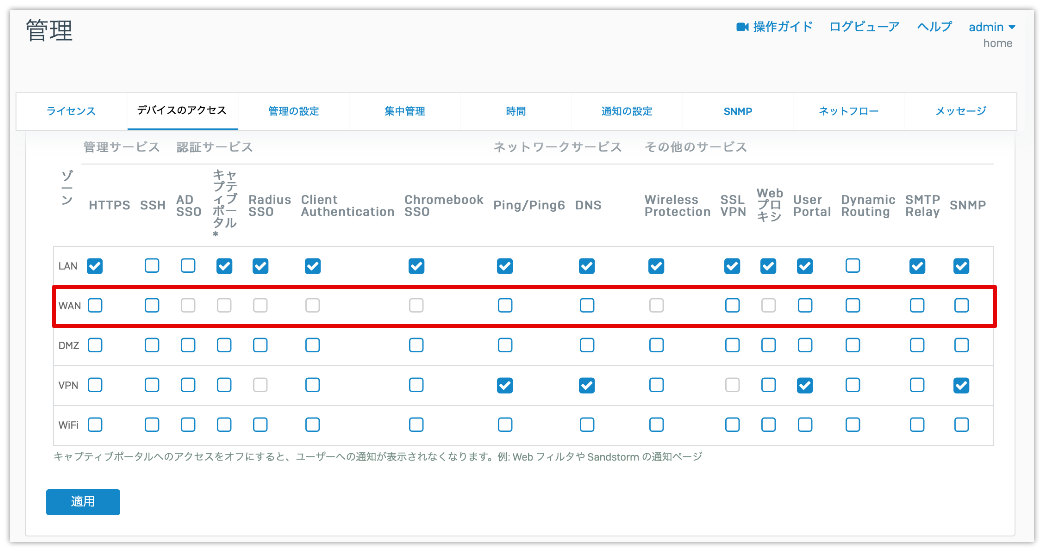 管理
操作ガイド ログビューア ヘルプ admin
home
ライセンス デバイスのアクセス 管理の設定 集中管理 時間 通知の設定 SNMP ネットフロー メッセージ
管理サービス 認証サービス ネットワークサービス その他のサービス
ゾーン HTTPS SSH AD SSO キャプティブポータル* Radius SSO Client Authentication Chromebook SSO Ping/Ping6 DNS Wireless Protection SSL VPN Web プロキシ User Portal Dynamic Routing SMTP Relay SNMP
LAN
WAN
DMZ
VPN
WiFi
キャプティブポータルへのアクセスをオフにすると、ユーザーへの通知が表示されなくなります。例: Web フィルタや Sandstorm の通知ページ
適用